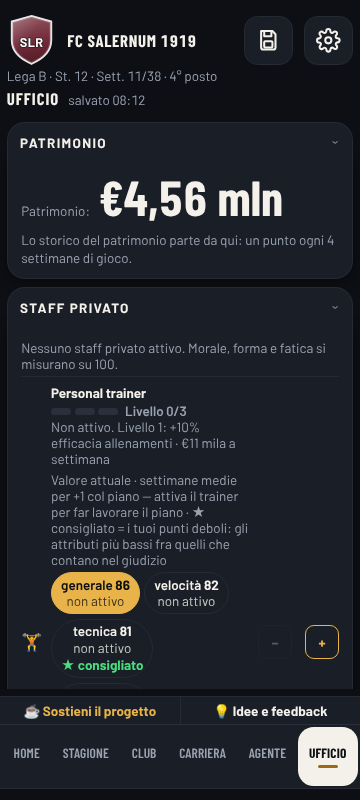 SLR
FC SALERNUM 1919
Lega B · St. 12 · Sett. 11/38 · 4° posto
UFFICIO salvato 08:12
PATRIMONIO
Patrimonio: €4,56 mln
Lo storico del patrimonio parte da qui: un punto ogni 4
settimane di gioco.
STAFF PRIVATO
Nessuno staff privato attivo. Morale, forma e fatica si
misurano su 100.
Personal trainer
Livello 0/3
Non attivo. Livello 1: +10%
efficacia allenamenti · €11 mila a
settimana
Valore attuale · settimane medie
per +1 col piano — attiva il trainer
per far lavorare il piano · ★
consigliato = i tuoi punti deboli: gli
attributi più bassi fra quelli che
contano nel giudizio
generale 86 velocità 82
non attivo non attivo
tecnica 81
non attivo
★ consigliato
− +
☕ Sostieni il progetto 💡 Idee e feedback
HOME STAGIONE CLUB CARRIERA AGENTE UFFICIO